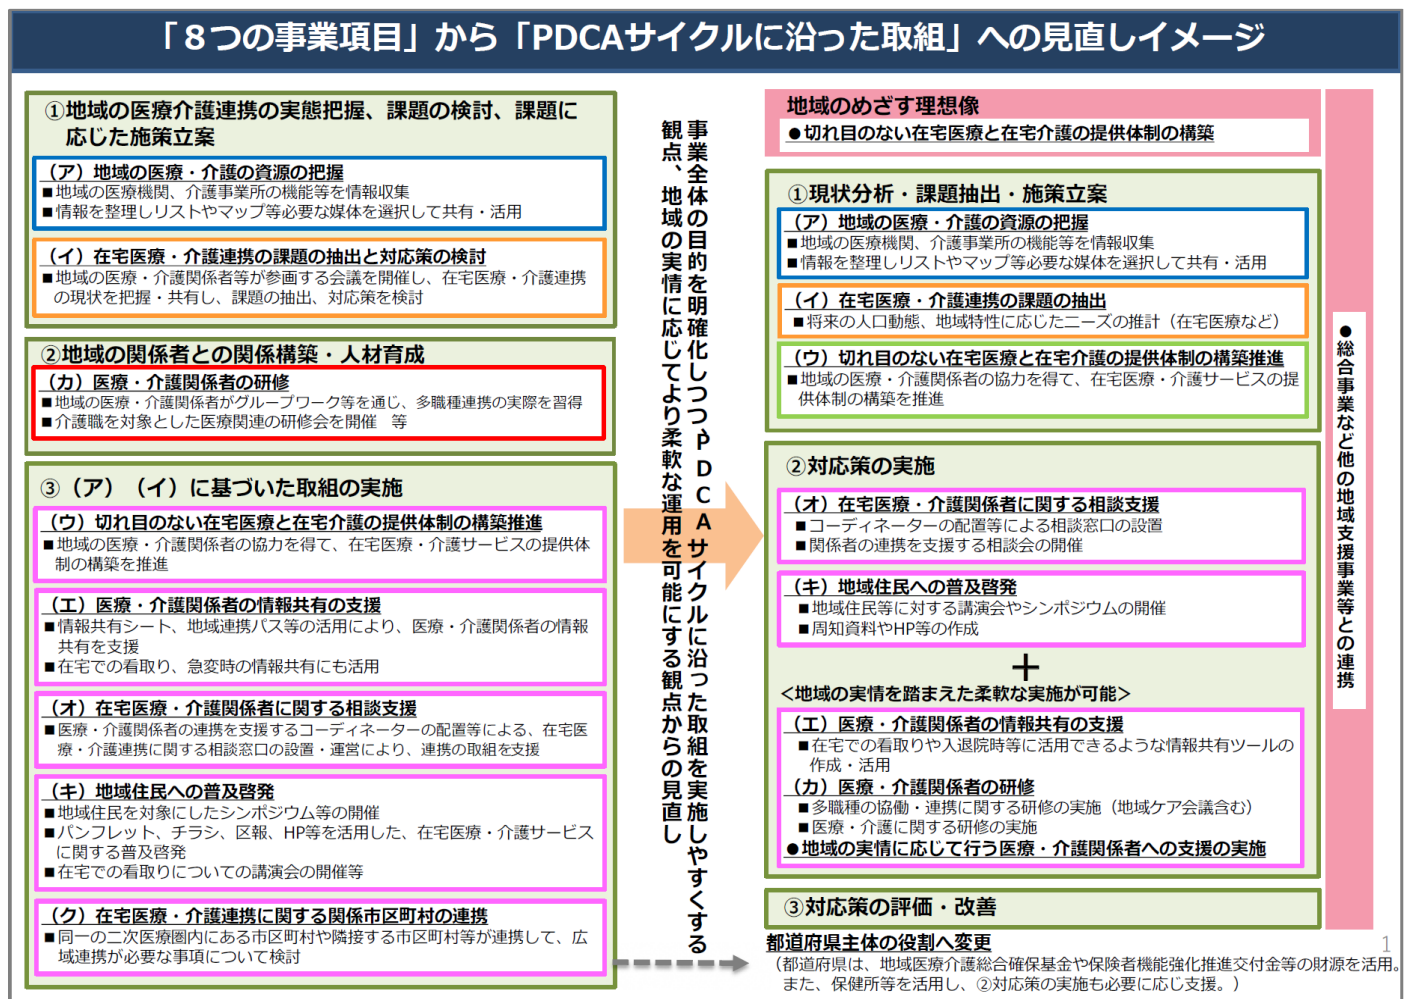 「８つの事業項目」から「PDCAサイクルに沿った取組」への見直しイメージ
①地域の医療介護連携の実態把握、課題の検討、課題に
応じた施策立案
（ア）地域の医療・介護の資源の把握
■地域の医療機関、介護事業所の機能等を情報収集
■情報を整理しリストやマップ等必要な媒体を選択して共有・活用
（イ）在宅医療・介護連携の課題の抽出と対応策の検討
■地域の医療・介護関係者等が参画する会議を開催し、在宅医療・介護連携
の現状を把握・共有し、課題の抽出、対応策を検討
②地域の関係者との関係構築・人材育成
（カ）医療・介護関係者の研修
■地域の医療・介護関係者がグループワーク等を通じ、多職種連携の実際を習得
■介護職を対象とした医療関連の研修会を開催　等
③（ア）（イ）に基づいた取組の実施
（ウ）切れ目のない在宅医療と在宅介護の提供体制の構築推進
■地域の医療・介護関係者の協力を得て、在宅医療・介護サービスの提供体
制の構築を推進
（エ）医療・介護関係者の情報共有の支援
■情報共有シート、地域連携パス等の活用により、医療・介護関係者の情報
共有を支援
■在宅での看取り、急変時の情報共有にも活用
（オ）在宅医療・介護関係者に関する相談支援
■医療・介護関係者の連携を支援するコーディネーターの配置等による、在宅医
療・介護連携に関する相談窓口の設置・運営により、連携の取組を支援
（キ）地域住民への普及啓発
■地域住民を対象にしたシンポジウム等の開催
■パンフレット、チラシ、区報、HP等を活用した、在宅医療・介護サービス
に関する普及啓発
■在宅での看取りについての講演会の開催等
（ク）在宅医療・介護連携に関する関係市区町村の連携
■同一の二次医療圏内にある市区町村や隣接する市区町村等が連携して、広
域連携が必要な事項について検討
事業全体の目的を明確化しつつ、PDCAサイクルに沿った取組を実施しやすくする
観点、地域の実情に応じてより柔軟な運用を可能にする観点からの見直し
地域のめざす理想像
●切れ目のない在宅医療と在宅介護の提供体制の構築
①現状分析・課題抽出・施策立案
（ア）地域の医療・介護の資源の把握
■地域の医療機関、介護事業所の機能等を情報収集
■情報を整理しリストやマップ等必要な媒体を選択して共有・活用
（イ）在宅医療・介護連携の課題の抽出
■将来の人口動態、地域特性に応じたニーズの推計（在宅医療など）
（ウ）切れ目のない在宅医療と在宅介護の提供体制の構築推進
■地域の医療・介護関係者の協力を得て、在宅医療・介護サービスの提
供体制の構築を推進
②対応策の実施
（オ）在宅医療・介護関係者に関する相談支援
■コーディネーターの配置等による相談窓口の設置
■関係者の連携を支援する相談会の開催
（キ）地域住民への普及啓発
■地域住民等に対する講演会やシンポジウムの開催
■周知資料やHP等の作成
＋
＜地域の実情を踏まえた柔軟な実施が可能＞
（エ）医療・介護関係者の情報共有の支援
■在宅での看取りや入退院時等に活用できるような情報共有ツールの
作成・活用
（カ）医療・介護関係者の研修
■多職種の協働・連携に関する研修の実施（地域ケア会議含む）
■医療・介護に関する研修の実施
●地域の実情に応じて行う医療・介護関係者への支援の実施
③対応策の評価・改善
●総合事業など他の地域支援事業等との連携
都道府県主体の役割へ変更
（都道府県は、地域医療介護総合確保基金や保険者機能強化推進交付金等の財源を活用。
また、保健所等を活用し、②対応策の実施も必要に応じ支援。）
1